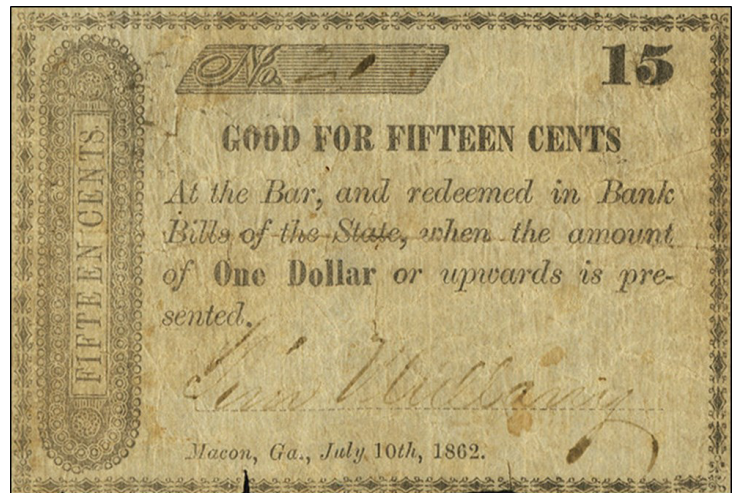 No. 21
15
GOOD FOR FIFTEEN CENTS
At the Bar, and redeemed in Bank
Bills of the State, when the amount
of One Dollar or upwards is pre-
sented.
Macon, Ga., July 10th, 1862.
FIFTEEN CENTS